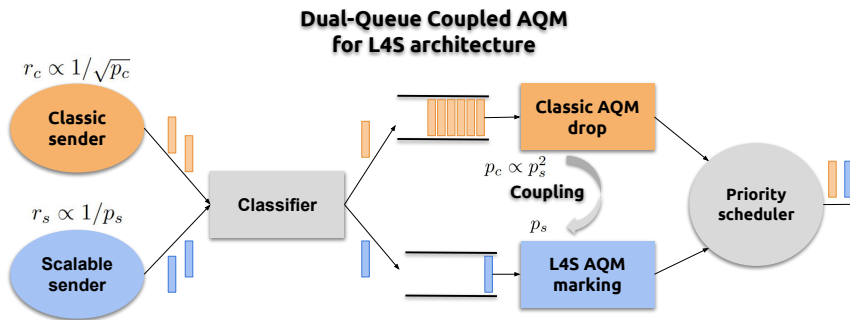 Dual-Queue Coupled AQM
for L4S architecture
r_c ∝ 1/√p_c
Classic
sender
r_s ∝ 1/p_s
Scalable
sender
Classifier
Classic AQM
drop
p_c ∝ p_s^2
Coupling
p_s
L4S AQM
marking
Priority
scheduler